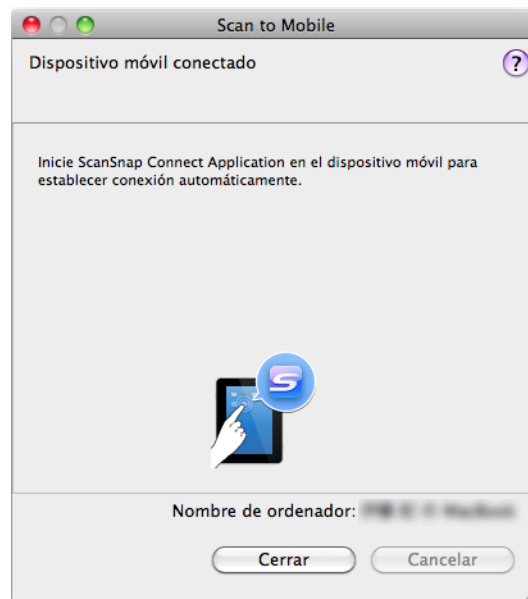 Scan to Mobile
Dispositivo móvil conectado
?
Inicie ScanSnap Connect Application en el dispositivo móvil para
establecer conexión automáticamente.
S
Nombre de ordenador:
Cerrar
Cancelar